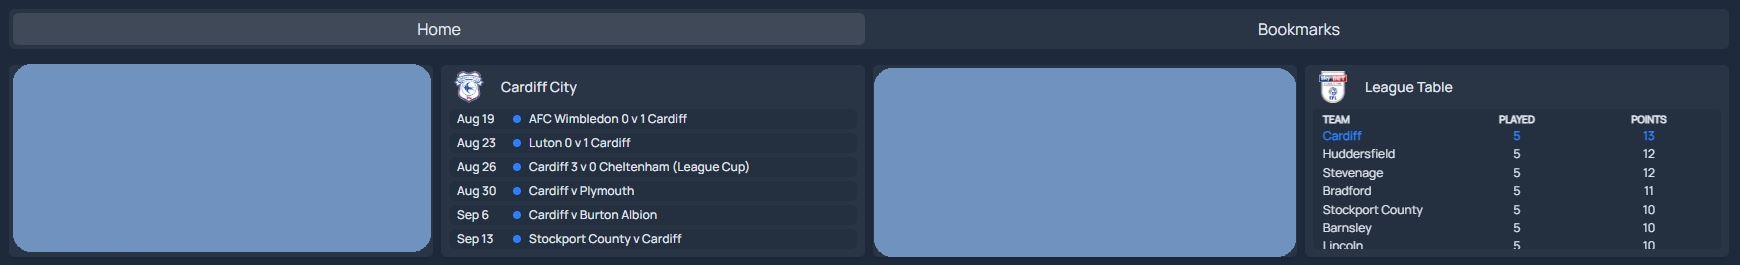 Home Bookmarks
Cardiff City
Aug 19 AFC Wimbledon 0 v 1 Cardiff
Aug 23 Luton 0 v 1 Cardiff
Aug 26 Cardiff 3 v 0 Cheltenham (League Cup)
Aug 30 Cardiff v Plymouth
Sep 6 Cardiff v Burton Albion
Sep 13 Stockport County v Cardiff
sky BET
EFL
League Table
TEAM PLAYED POINTS
Cardiff 5 13
Huddersfield 5 12
Stevenage 5 12
Bradford 5 11
Stockport County 5 10
Barnsley 5 10
Lincoln 5 10